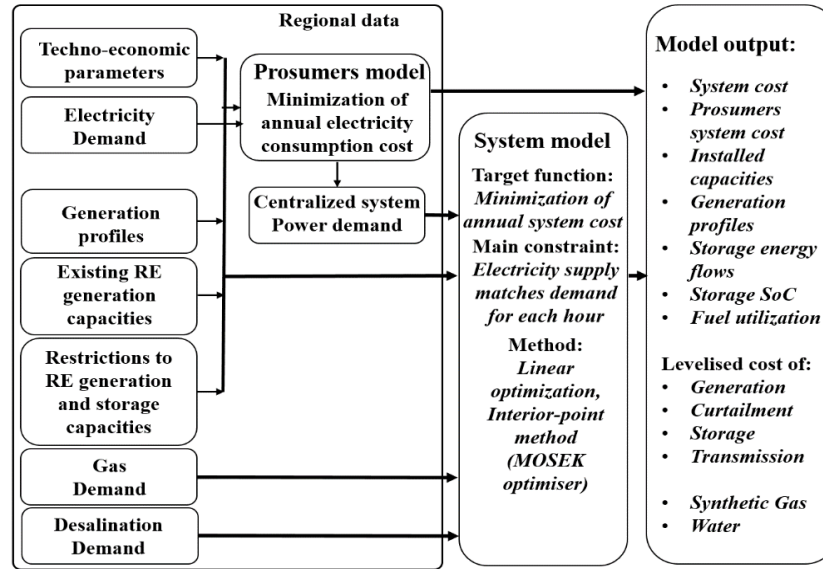 Regional data
Techno-economic
parameters
Electricity
Demand
Generation
profiles
Existing RE
generation
capacities
Restrictions to
RE generation
and storage
capacities
Gas
Demand
Desalination
Demand
Prosumers model
Minimization of
annual electricity
consumption cost
Centralized system
Power demand
System model
Target function:
Minimization of
annual system cost
Main constraint:
Electricity supply
matches demand
for each hour
Method:
Linear
optimization,
Interior-point
method
(MOSEK
optimiser)
Model output:
• System cost
• Prosumers
system cost
• Installed
capacities
• Generation
profiles
• Storage energy
flows
• Storage SoC
• Fuel utilization
Levelised cost of:
• Generation
• Curtailment
• Storage
• Transmission
• Synthetic Gas
• Water